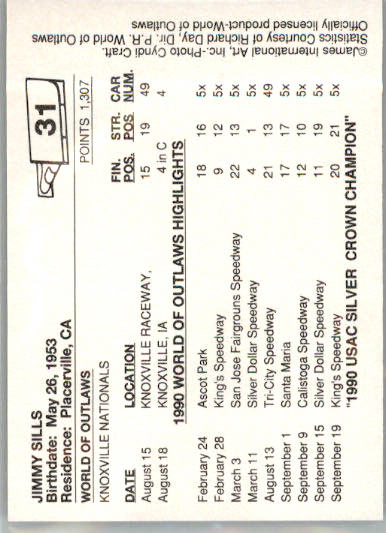 JIMMY SILLS
Birthdate: May 26, 1953
Residence: Placerville, CA
31
WORLD OF OUTLAWS POINTS 1,307
KNOXVILLE NATIONALS
FIN. STR. CAR
DATE LOCATION POS. POS. NUM.
August 15 KNOXVILLE RACEWAY, 15 19 49
August 18 KNOXVILLE, IA 4 in C 4
1990 WORLD OF OUTLAWS HIGHLIGHTS
February 24 Ascot Park 18 16 5x
February 28 King's Speedway 9 12 5x
March 3 San Jose Fairgrouns Speedway 22 13 5x
March 11 Silver Dollar Speedway 4 1 5x
August 13 Tri-City Speedway 21 13 49
September 1 Santa Maria 17 17 5x
September 9 Calistoga Speedway 12 10 5x
September 15 Silver Dollar Speedway 11 19 5x
September 19 King's Speedway 20 21 5x
"1990 USAC SILVER CROWN CHAMPION"
©James International Art, Inc.-Photo Cyndi Craft.
Statistics Courtesy of Richard Day, Dir. P.R. World of Outlaws
Officially licensed product-World of Outlaws